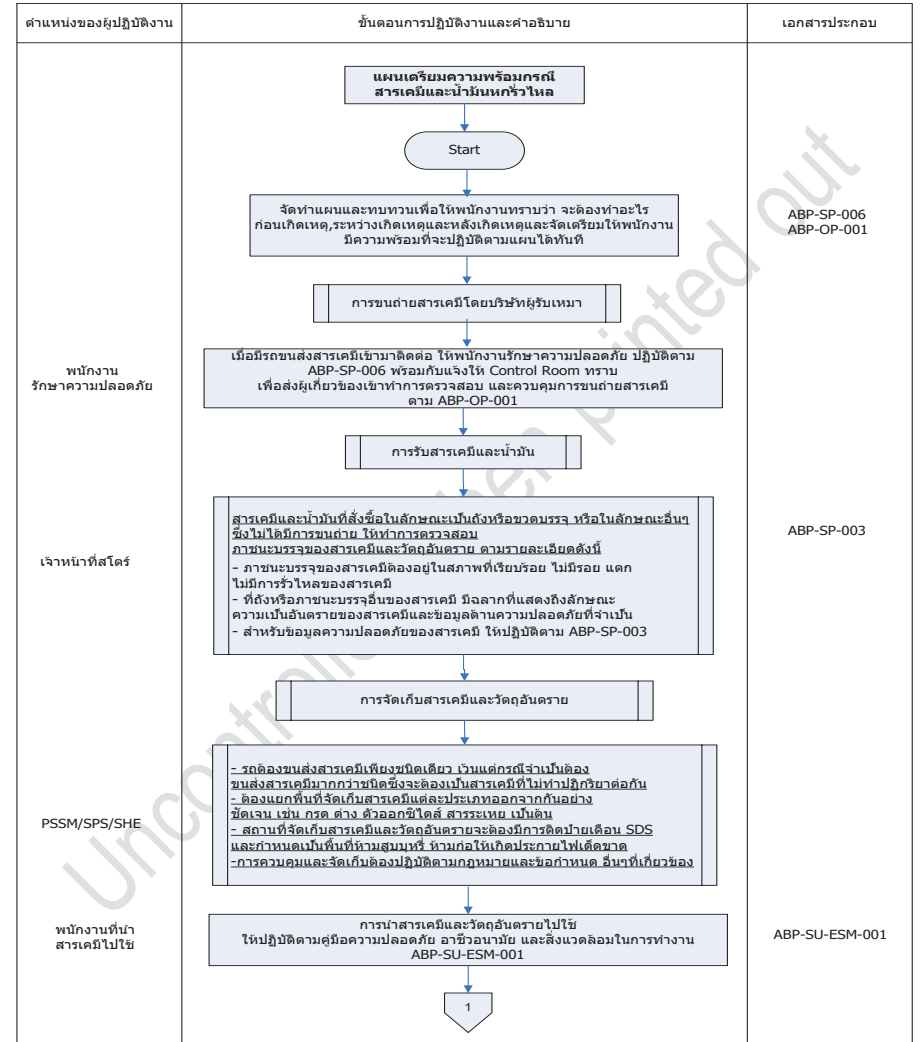 ตำแหน่งของผู้ปฏิบัติงาน
ขั้นตอนการปฏิบัติงานและคำอธิบาย
เอกสารประกอบ
แผนเตรียมความพร้อมกรณี
สารเคมีและน้ำมันหกรั่วไหล
Start
จัดทำแผนและทบทวนเพื่อให้พนักงานทราบว่า จะต้องทำอะไร
ก่อนเกิดเหตุ,ระหว่างเกิดเหตุและหลังเกิดเหตุและจัดเตรียมให้พนักงาน
มีความพร้อมที่จะปฏิบัติตามแผนได้ทันที
ABP-SP-006
ABP-OP-001
การขนถ่ายสารเคมีโดยบริษัทผู้รับเหมา
พนักงาน
รักษาความปลอดภัย
เมื่อมีรถขนส่งสารเคมีเข้ามาติดต่อ ให้พนักงานรักษาความปลอดภัย ปฏิบัติตาม
ABP-SP-006 พร้อมกับแจ้งให้ Control Room ทราบ
เพื่อส่งผู้เกี่ยวข้องเข้าทำการตรวจสอบ และควบคุมการขนถ่ายสารเคมี
ตาม ABP-OP-001
การรับสารเคมีและน้ำมัน
เจ้าหน้าที่สโตร์
สารเคมีและน้ำมันที่สั่งซื้อในลักษณะเป็นถังหรือขวดบรรจุ หรือในลักษณะอื่นๆ
ซึ่งไม่ได้มีการขนถ่าย ให้ทำการตรวจสอบ
ภาชนะบรรจุของสารเคมีและวัตถุอันตราย ตามรายละเอียดดังนี้
- ภาชนะบรรจุของสารเคมีต้องอยู่ในสภาพที่เรียบร้อย ไม่มีรอย แตก
ไม่มีการรั่วไหลของสารเคมี
- ที่ถังหรือภาชนะบรรจุอื่นของสารเคมี มีฉลากที่แสดงถึงลักษณะ
ความเป็นอันตรายของสารเคมีและข้อมูลด้านความปลอดภัยที่จำเป็น
- สำหรับข้อมูลความปลอดภัยของสารเคมี ให้ปฏิบัติตาม ABP-SP-003
ABP-SP-003
การจัดเก็บสารเคมีและวัตถุอันตราย
PSSM/SPS/SHE
- รถต้องขนส่งสารเคมีเพียงชนิดเดียว เว้นแต่กรณีจำเป็นต้อง
ขนส่งสารเคมีมากกว่าชนิดซึ่งจะต้องเป็นสารเคมีที่ไม่ทำปฏิกริยาต่อกัน
- ต้องแยกพื้นที่จัดเก็บสารเคมีแต่ละประเภทออกจากกันอย่าง
ชัดเจน เช่น กรด ด่าง ตัวออกซิไดส์ สารระเหย เป็นต้น
- สถานที่จัดเก็บสารเคมีและวัตถุอันตรายจะต้องมีการติดป้ายเตือน SDS
และกำหนดเป็นพื้นที่ห้ามสูบบุหรี่ ห้ามก่อให้เกิดประกายไฟเด็ดขาด
-การควบคุมและจัดเก็บต้องปฏิบัติตามกฎหมายและข้อกำหนด อื่นๆที่เกี่ยวข้อง
พนักงานที่นำ
สารเคมีไปใช้
การนำสารเคมีและวัตถุอันตรายไปใช้
ให้ปฏิบัติตามคู่มือความปลอดภัย อาชีวอนามัย และสิ่งแวดล้อมในการทำงาน
ABP-SU-ESM-001
ABP-SU-ESM-001
1